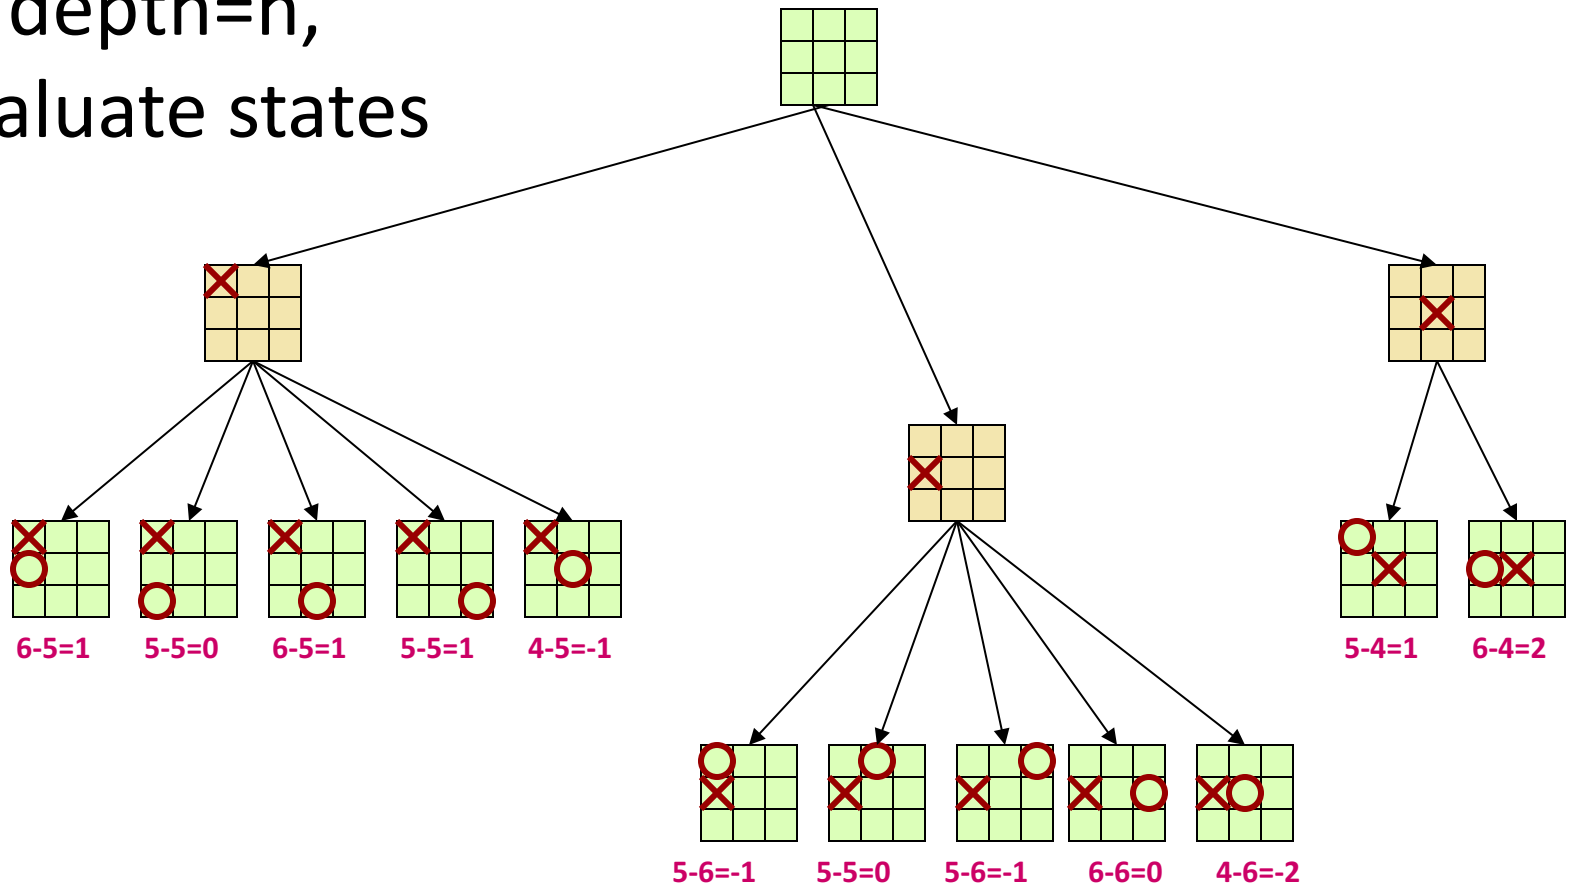 depth=n,
aluate states
6-5=1 5-5=0 6-5=1 5-5=1 4-5=-1 5-4=1 6-4=2
5-6=-1 5-5=0 5-6=-1 6-6=0 4-6=-2